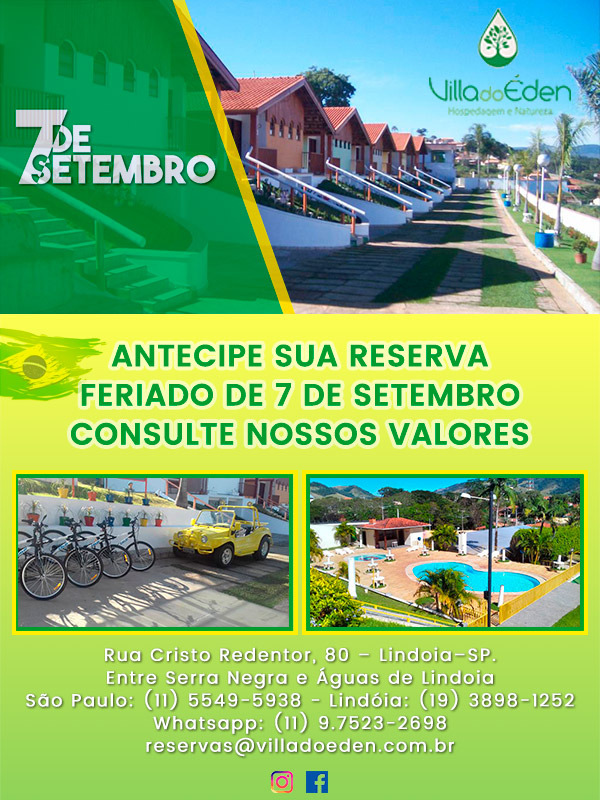 Villa do Éden
Hospedagem e Natureza
7 DE
SETEMBRO
ANTECIPE SUA RESERVA
FERIADO DE 7 DE SETEMBRO
CONSULTE NOSSOS VALORES
Rua Cristo Redentor, 80 – Lindoia–SP.
Entre Serra Negra e Águas de Lindoia
São Paulo: (11) 5549-5938 - Lindóia: (19) 3898-1252
Whatsapp: (11) 9.7523-2698
reservas@villadoeden.com.br